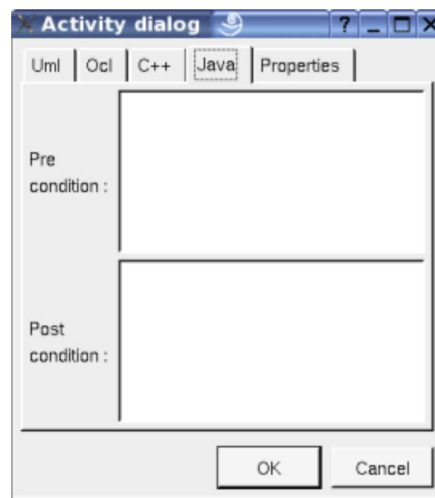 Activity dialog
Uml Ocl C++ Java Properties
Pre
condition :
Post
condition :
OK Cancel